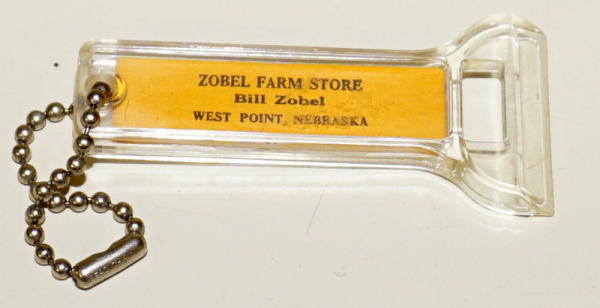 ZOBEL FARM STORE
Bill Zobel
WEST POINT, NEBRASKA